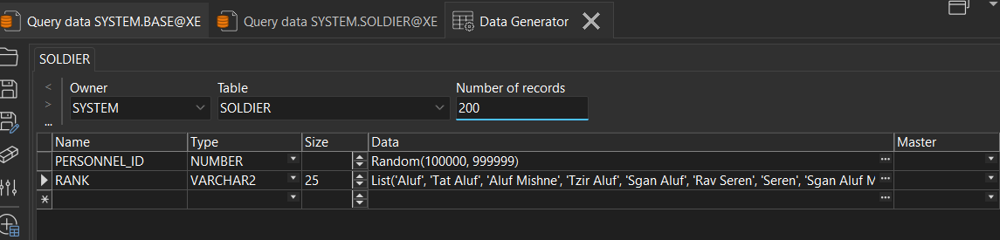 Query data SYSTEM.BASE@XE Query data SYSTEM.SOLDIER@XE Data Generator
SOLDIER
Owner Table Number of records
SYSTEM SOLDIER 200
Name Type Size Data Master
PERSONNEL_ID NUMBER Random(100000, 999999)
RANK VARCHAR2 25 List('Aluf', 'Tat Aluf', 'Aluf Mishne', 'Tzir Aluf', 'Sgan Aluf', 'Rav Seren', 'Seren', 'Sgan Aluf M